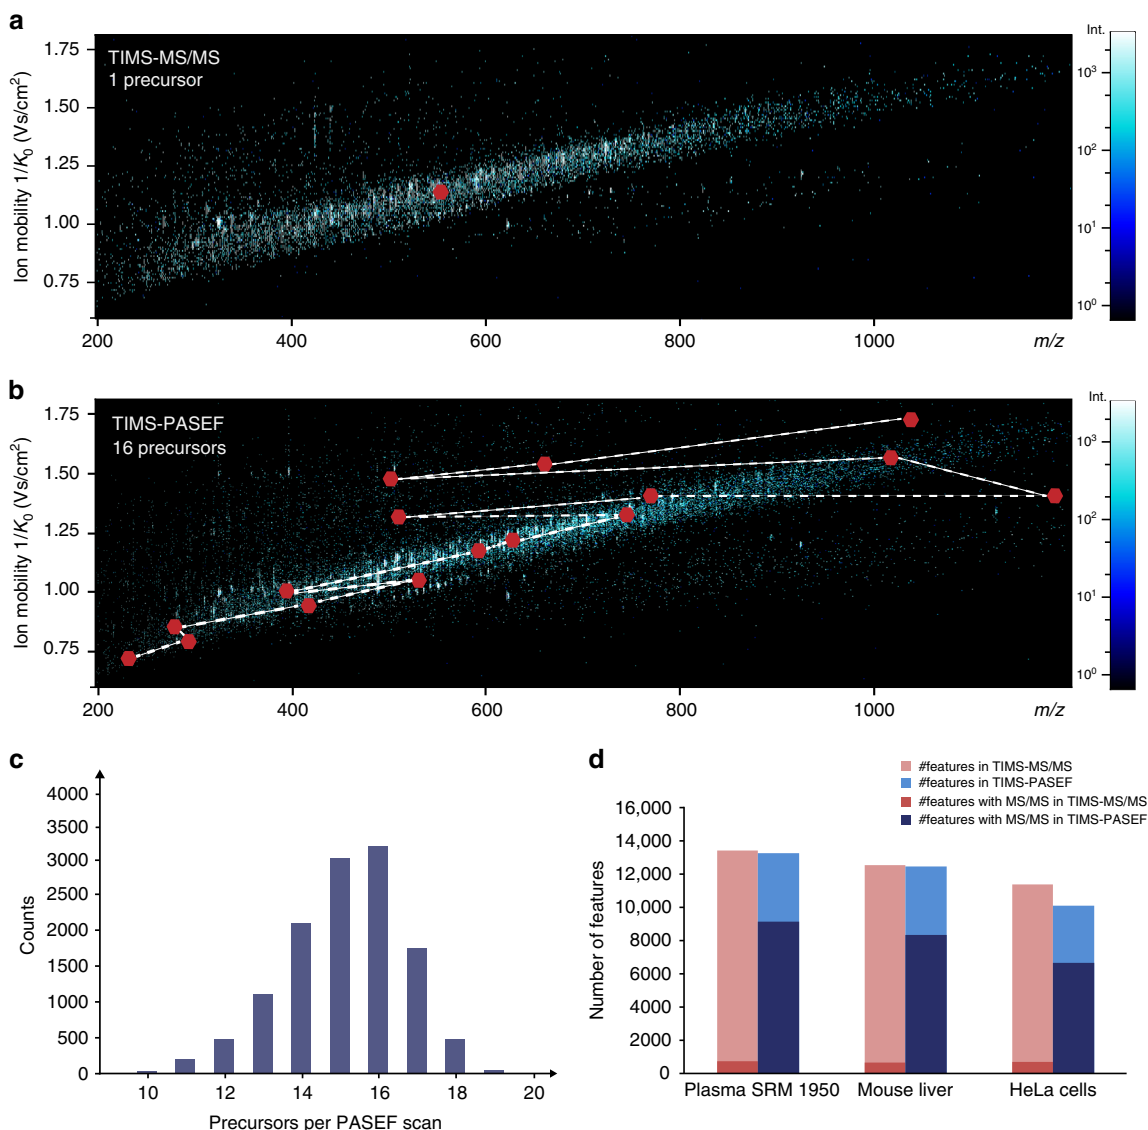 a
TIMS-MS/MS
1 precursor
Ion mobility 1/K0 (Vs/cm2)
1.75
1.50
1.25
1.00
0.75
200
400
600
800
1000
m/z
Int.
10³
10²
10¹
10⁰
b
TIMS-PASEF
16 precursors
Ion mobility 1/K0 (Vs/cm2)
1.75
1.50
1.25
1.00
0.75
200
400
600
800
1000
m/z
Int.
10³
10²
10¹
10⁰
c
Counts
4000
3500
3000
2000
1500
1000
500
0
10
12
14
16
18
20
Precursors per PASEF scan
d
#features in TIMS-MS/MS
#features in TIMS-PASEF
#features with MS/MS in TIMS-MS/MS
#features with MS/MS in TIMS-PASEF
Number of features
16,000
14,000
12,000
10,000
8000
6000
4000
2000
0
Plasma SRM 1950
Mouse liver
HeLa cells